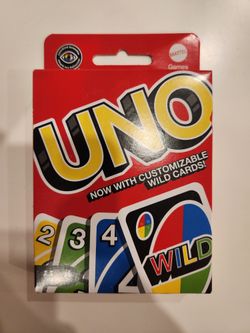 MATTEL
Games
UNO
NOW WITH CUSTOMIZABLE
WILD CARDS!
2
3
4
WILD